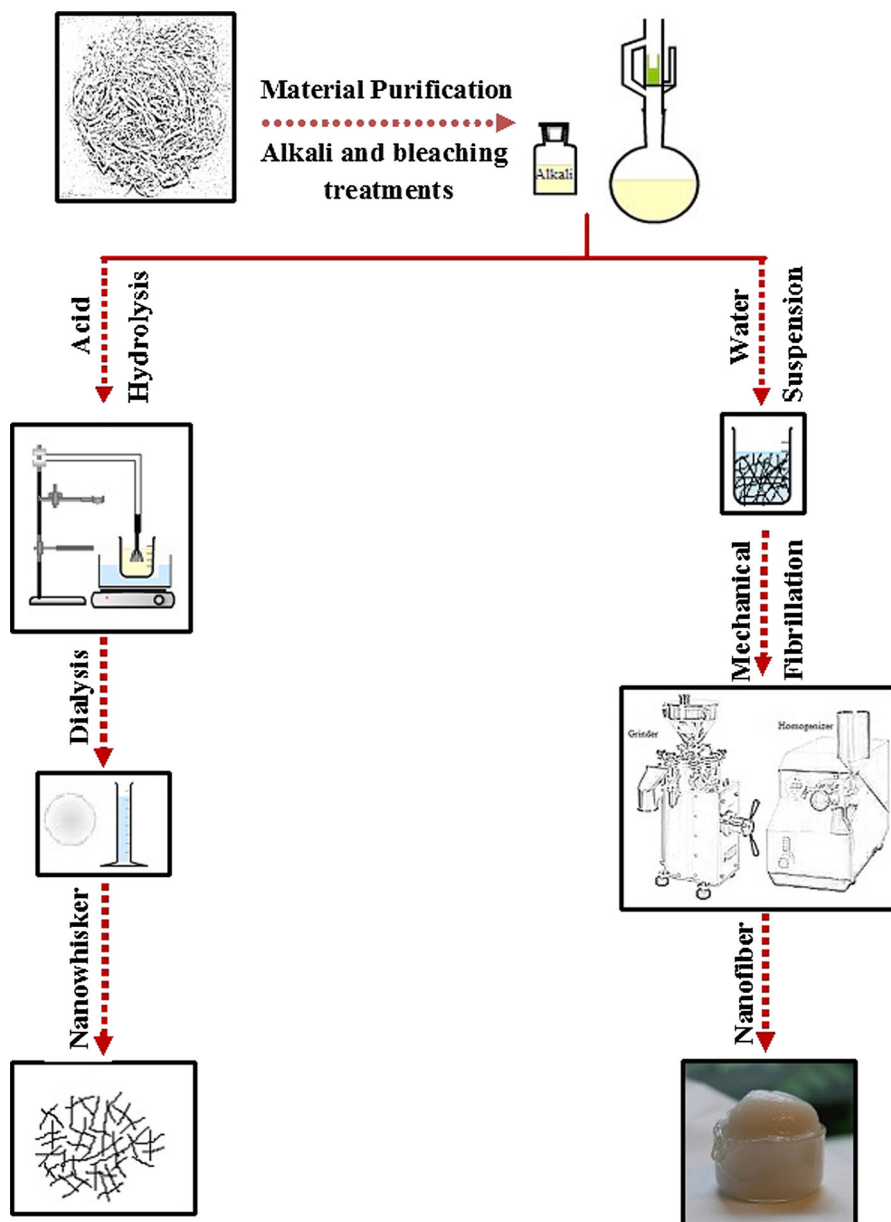 Material Purification
Alkali and bleaching
treatments
Alkali
Acid
Hydrolysis
Water
Suspension
Dialysis
Mechanical
Fibrillation
Grinder
Homogenizer
Nanowhisker
Nanofiber